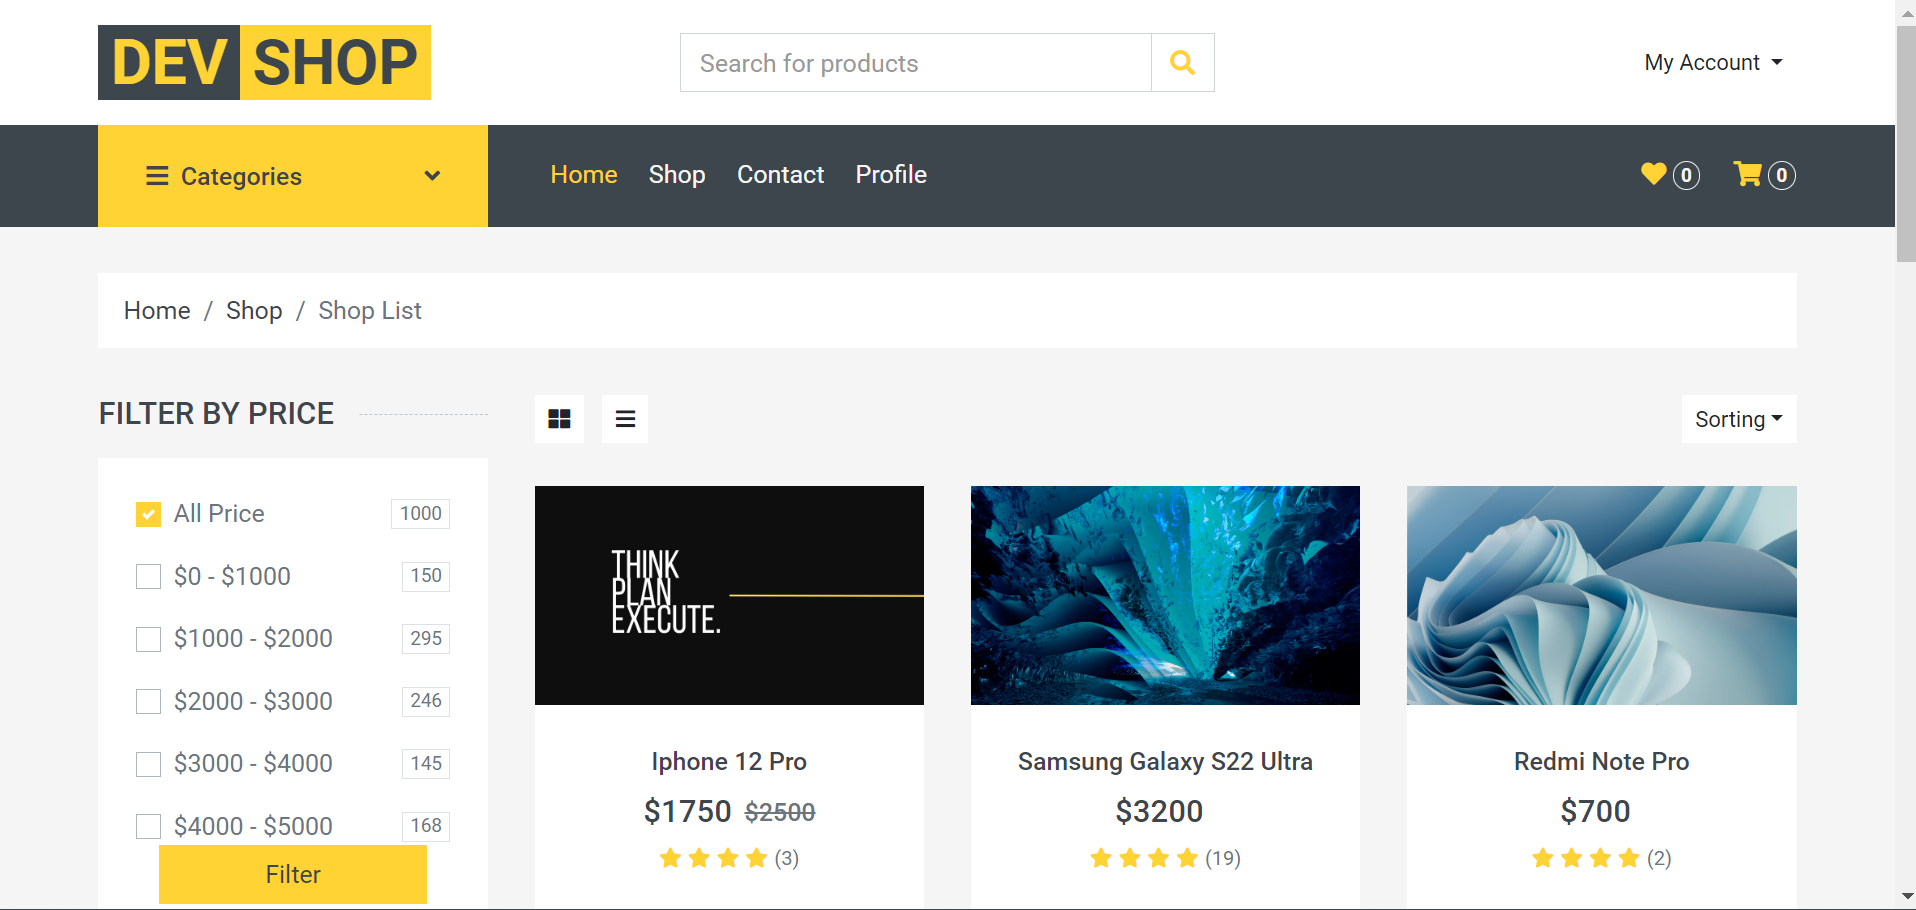 DEV SHOP
Search for products
My Account
Categories
Home Shop Contact Profile
0 0
Home / Shop / Shop List
FILTER BY PRICE
Sorting
All Price 1000
$0 - $1000 150
$1000 - $2000 295
$2000 - $3000 246
$3000 - $4000 145
$4000 - $5000 168
Filter
THINK
PLAN
EXECUTE.
Iphone 12 Pro
$1750 $2500
(3)
Samsung Galaxy S22 Ultra
$3200
(19)
Redmi Note Pro
$700
(2)